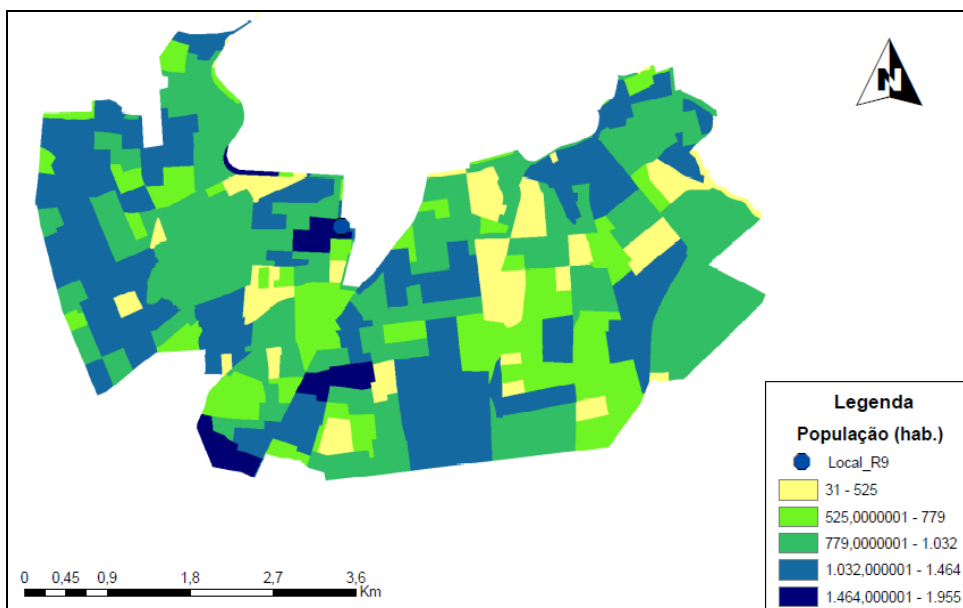 N
Legenda
População (hab.)
Local_R9
31 - 525
525,0000001 - 779
779,0000001 - 1.032
1.032,000001 - 1.464
1.464,000001 - 1.955
0 0,45 0,9 1,8 2,7 3,6
Km